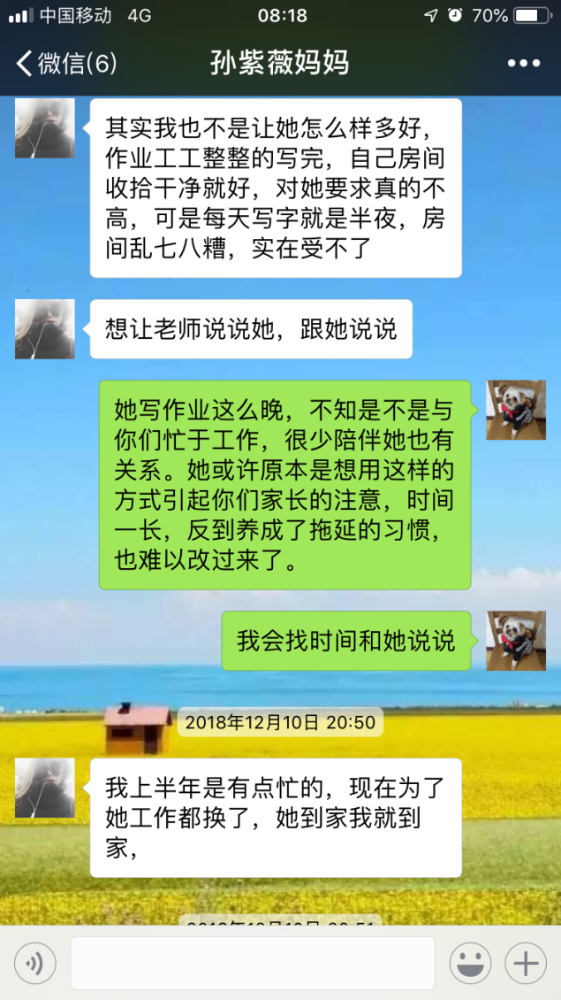 中国移动 4G 08:18 70%
微信(6) 孙紫薇妈妈
其实我也不是让她怎么样多好，
作业工工整整的写完，自己房间
收拾干净就好，对她要求真的不
高，可是每天写字就是半夜，房
间乱七八糟，实在受不了
想让老师说说她，跟她说说
她写作业这么晚，不知是不是与
你们忙于工作，很少陪伴她也有
关系。她或许原本是想用这样的
方式引起你们家长的注意，时间
一长，反到养成了拖延的习惯，
也难以改过来了。
我会找时间和她说说
2018年12月10日 20:50
我上半年是有点忙的，现在为了
她工作都换了，她到家我就到
家，